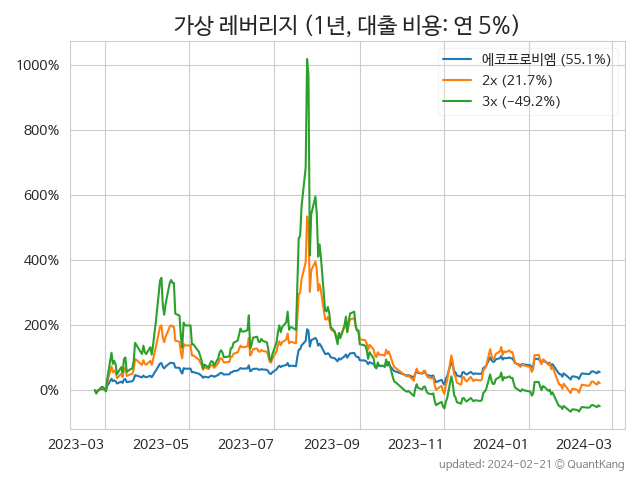 가상 레버리지 (1년, 대출 비용: 연 5%)
에코프로비엠 (55.1%)
2x (21.7%)
3x (−49.2%)
1000%
800%
600%
400%
200%
0%
2023-03 2023-05 2023-07 2023-09 2023-11 2024-01 2024-03
updated: 2024-02-21 © QuantKang